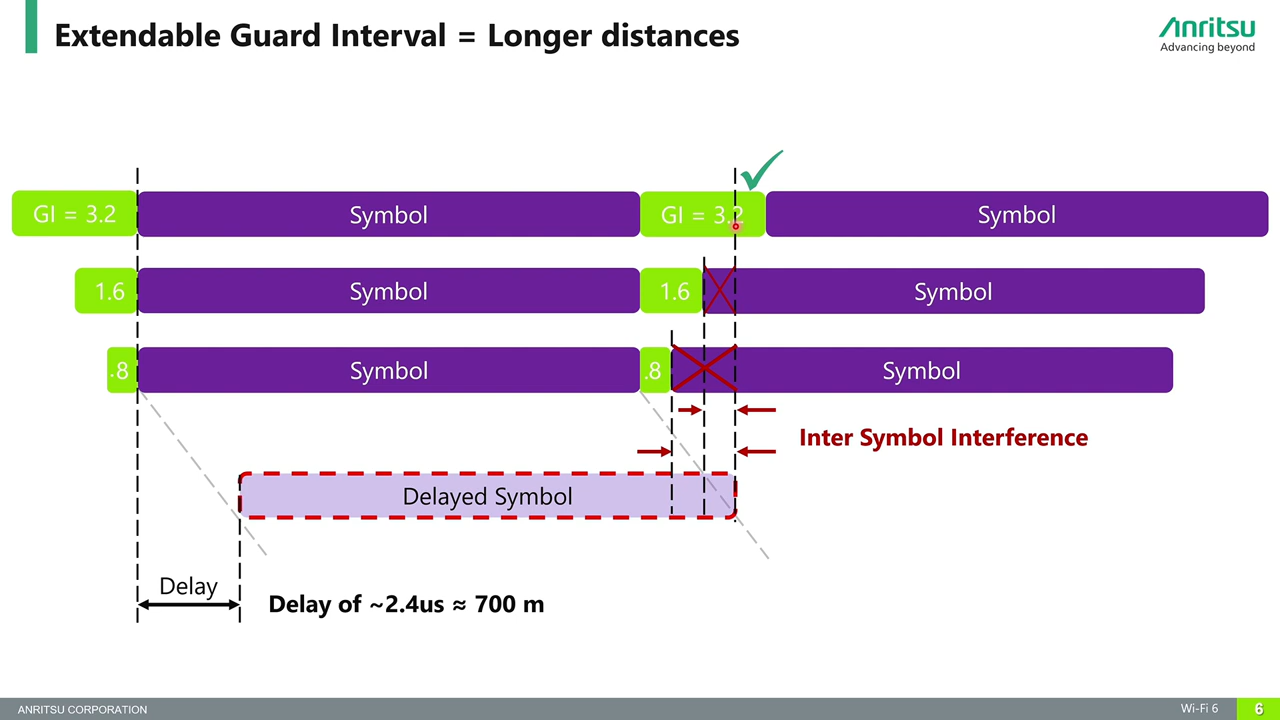 Extendable Guard Interval = Longer distances
Anritsu
Advancing beyond
GI = 3.2
Symbol
GI = 3.2
Symbol
1.6
Symbol
1.6
Symbol
.8
Symbol
.8
Symbol
Inter Symbol Interference
Delayed Symbol
Delay
Delay of ~2.4us ≈ 700 m
ANRITSU CORPORATION
Wi-Fi 6
6